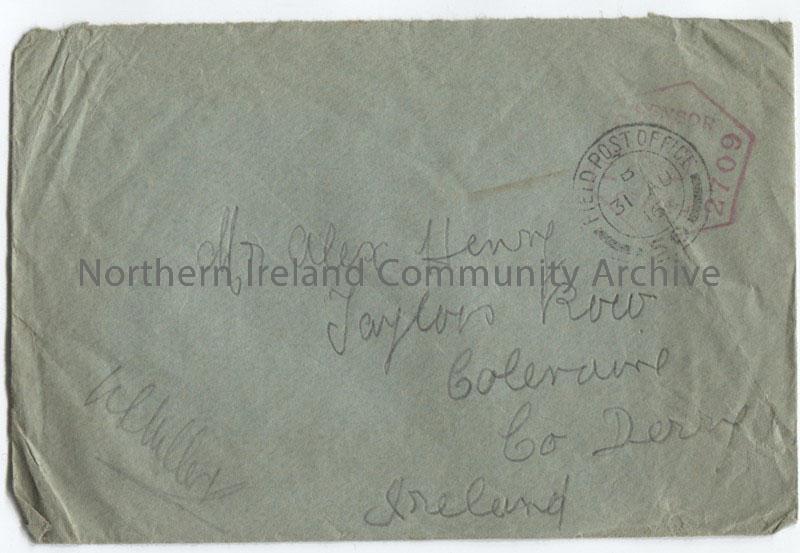 CENSOR
2709
FIELD POST OFFICE
31
Mr Alex Henry
Northern Ireland Community Archive
Taylors Row
Coleraine
Co Derry
Ireland